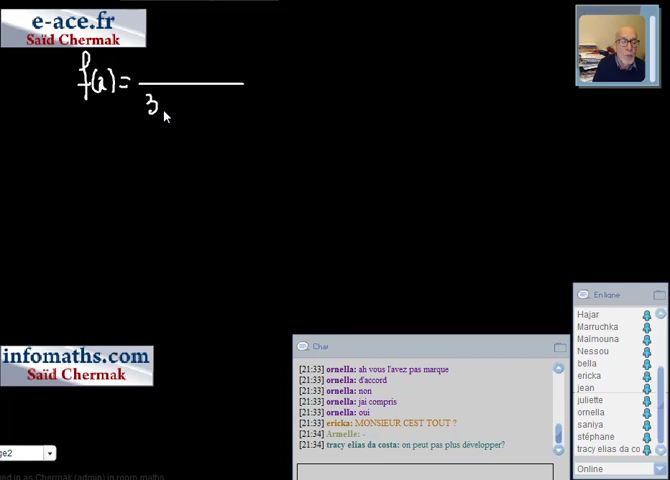 e-ace.fr
Saïd Chermak
f(x) =
3
infomaths.com
Saïd Chermak
ge2
ged in as Chermak (admin) in room maths
Chat
[21:33] ornella: ah vous l'avez pas marque
[21:33] ornella: d'accord
[21:33] ornella: non
[21:33] ornella: jai compris
[21:33] ornella: oui
[21:33] ericka: MONSIEUR CEST TOUT ?
[21:34] Armelle: -
[21:34] tracy elias da costa: on peut pas plus développer?
En ligne
Hajar
Marruchka
Maimouna
Nessou
bella
ericka
jean
juliette
ornella
saniya
stéphane
tracy elias da co
Online